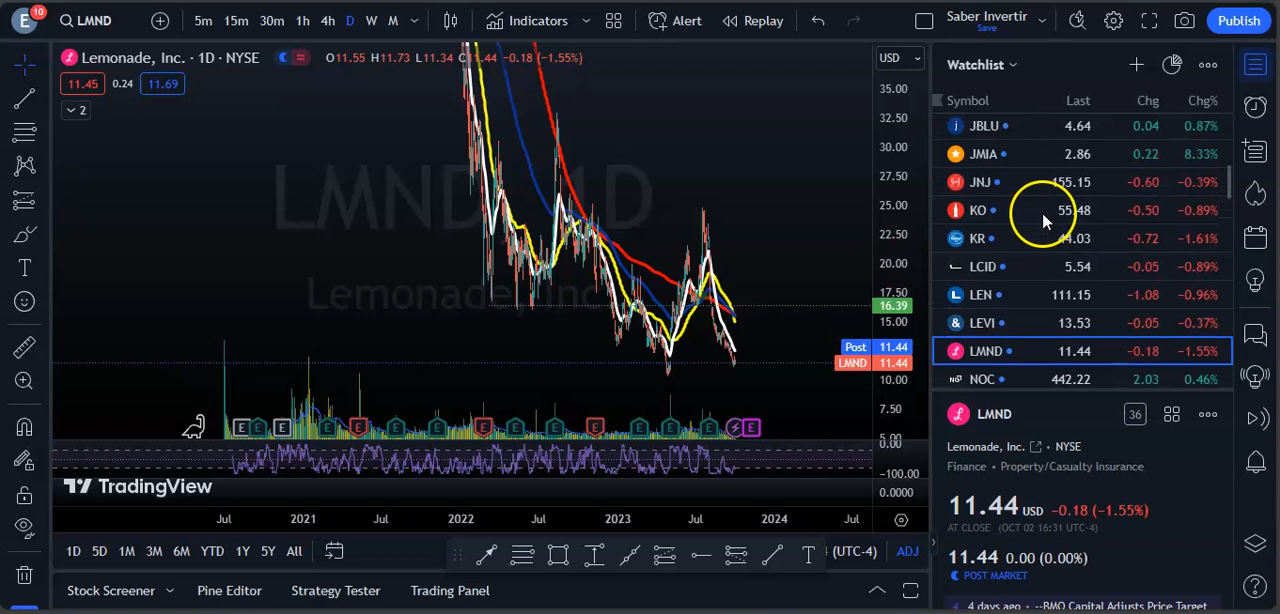 E 10 LMND 5m 15m 30m 1h 4h D W M Indicators Alert Replay Saber Invertir Save Publish
Lemonade, Inc. · 1D · NYSE O11.55 H11.73 L11.34 C11.44 −0.18 (−1.55%) USD
11.45 0.24 11.69
2
LMND, 1D
Lemonade, Inc.
35.00
32.50
30.00
27.50
25.00
22.50
20.00
17.50
16.39
15.00
Post 11.44
LMND 11.44
10.00
7.50
5.00
0.00
−100.00
0.0000
E E E E E E E E E E E E E E
TradingView
Jul 2021 Jul 2022 Jul 2023 Jul 2024 Jul
1D 5D 1M 3M 6M YTD 1Y 5Y All T (UTC-4) ADJ
Stock Screener Pine Editor Strategy Tester Trading Panel
Watchlist
Symbol Last Chg Chg%
JBLU 4.64 0.04 0.87%
JMIA 2.86 0.22 8.33%
JNJ 155.15 −0.60 −0.39%
KO 55.48 −0.50 −0.89%
KR 44.03 −0.72 −1.61%
LCID 5.54 −0.05 −0.89%
LEN 111.15 −1.08 −0.96%
LEVI 13.53 −0.05 −0.37%
LMND 11.44 −0.18 −1.55%
NOC 442.22 2.03 0.46%
LMND 36
Lemonade, Inc. • NYSE
Finance • Property/Casualty Insurance
11.44 USD −0.18 (−1.55%)
AT CLOSE (OCT 02 16:31 UTC-4)
11.44 0.00 (0.00%)
POST MARKET
4 days ago • --BMO Capital Adjusts Price Target